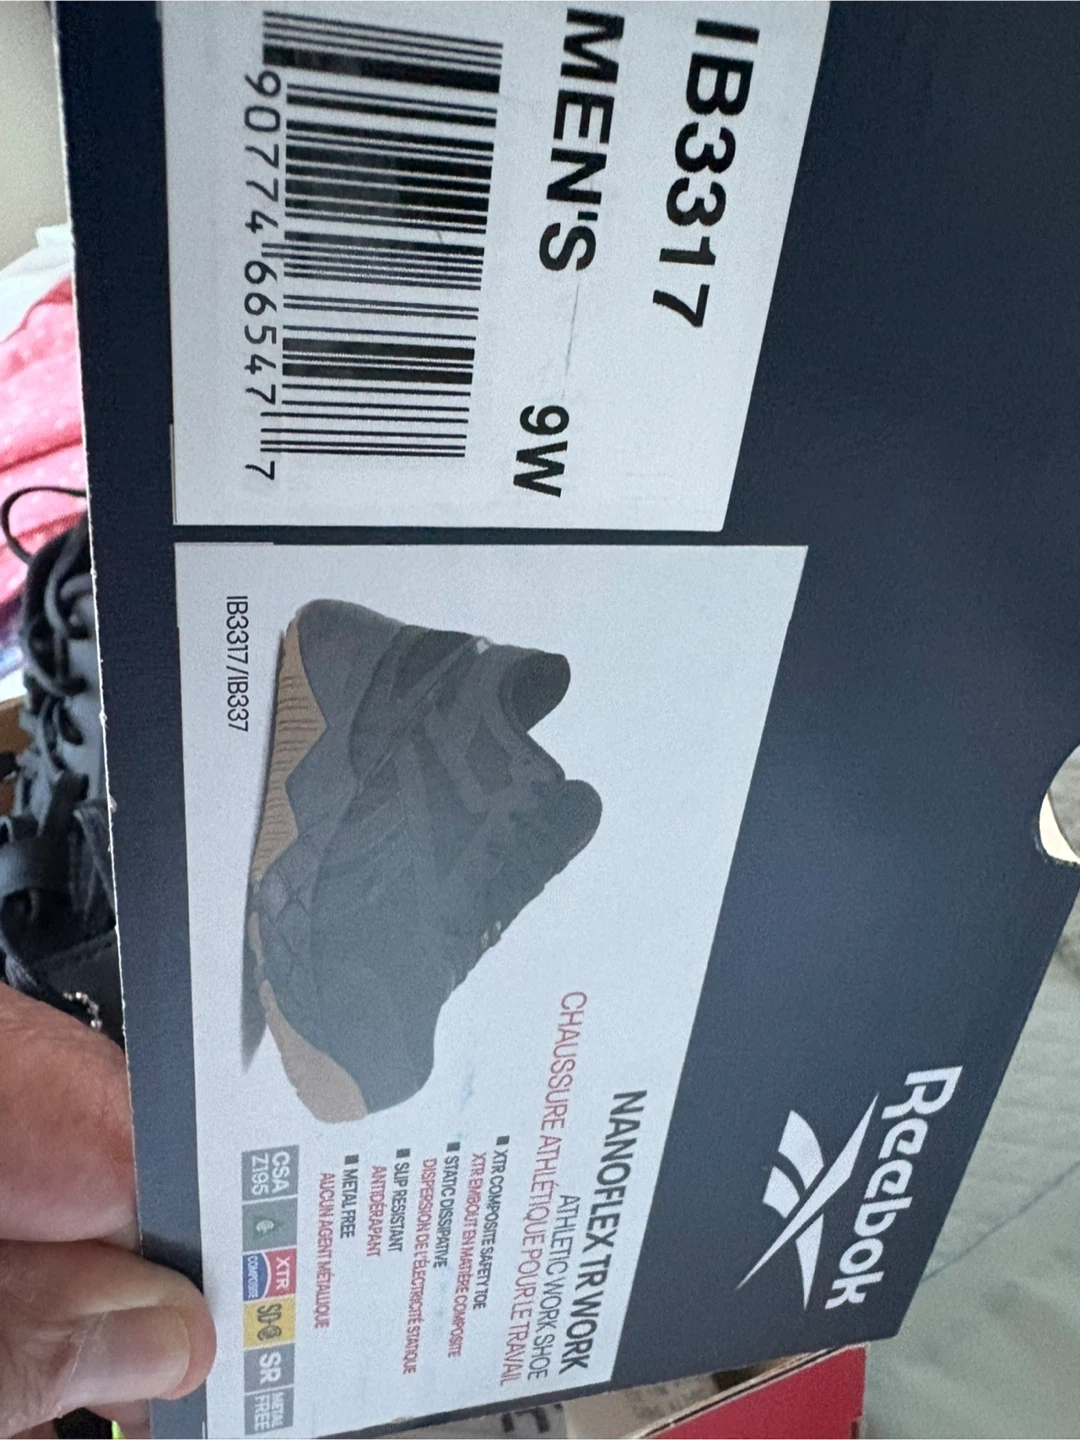 IB3317
MEN'S 9W
90774 66547 7
Reebok
NANOFLEX TR WORK
ATHLETIC WORK SHOE
CHAUSSURE ATHLÉTIQUE POUR LE TRAVAIL
■ XTR COMPOSITE SAFETY TOE
XTR EMBOUT EN MATIÈRE COMPOSITE
■ STATIC DISSIPATIVE
DISPERSION DE L'ÉLECTRICITÉ STATIQUE
■ SLIP RESISTANT
ANTIDÉRAPANT
■ METAL FREE
AUCUN AGENT MÉTALLIQUE
CSA
Z195
XTR
COMPOSITE
SD
SR
METAL
FREE
IB3317/IB337